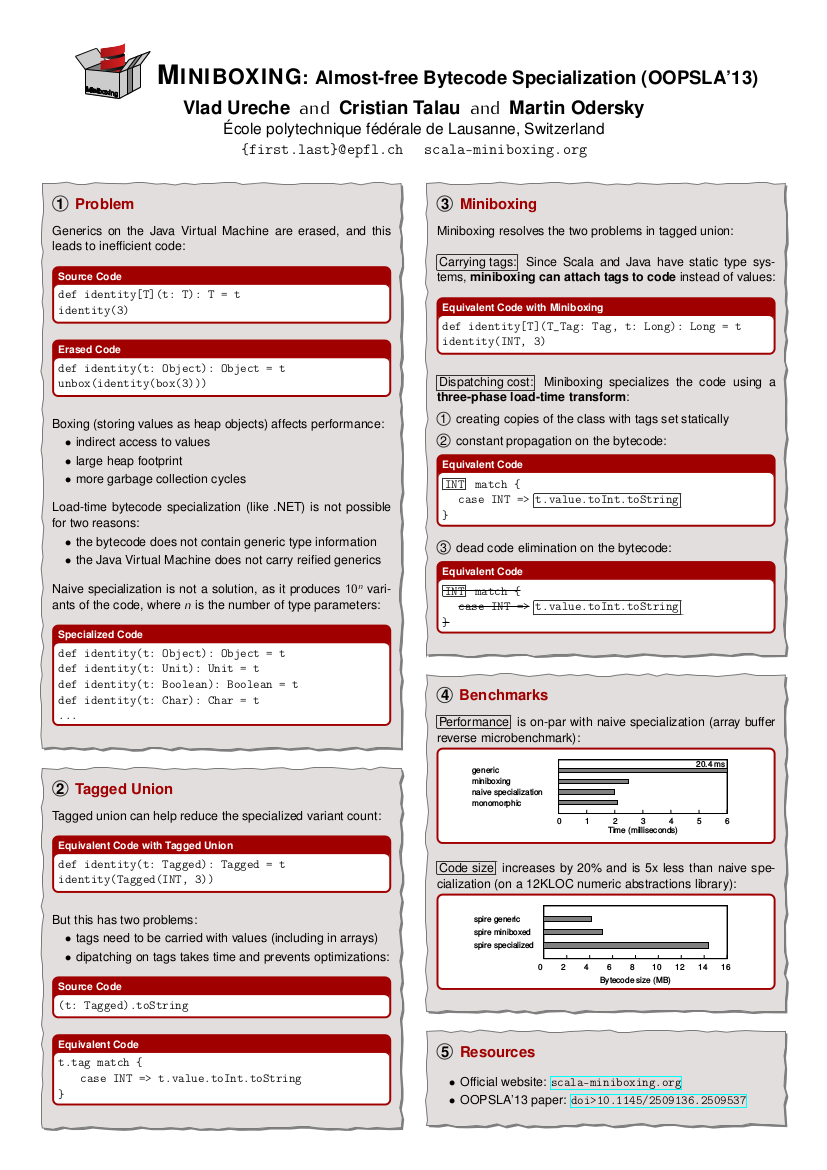 Miniboxing
MINIBOXING: Almost-free Bytecode Specialization (OOPSLA'13)
Vlad Ureche and Cristian Talau and Martin Odersky
École polytechnique fédérale de Lausanne, Switzerland
{first.last}@epfl.ch scala-miniboxing.org
① Problem
Generics on the Java Virtual Machine are erased, and this
leads to inefficient code:
Source Code
def identity[T](t: T): T = t
identity(3)
Erased Code
def identity(t: Object): Object = t
unbox(identity(box(3)))
Boxing (storing values as heap objects) affects performance:
• indirect access to values
• large heap footprint
• more garbage collection cycles
Load-time bytecode specialization (like .NET) is not possible
for two reasons:
• the bytecode does not contain generic type information
• the Java Virtual Machine does not carry reified generics
Naive specialization is not a solution, as it produces 10ⁿ vari-
ants of the code, where n is the number of type parameters:
Specialized Code
def identity(t: Object): Object = t
def identity(t: Unit): Unit = t
def identity(t: Boolean): Boolean = t
def identity(t: Char): Char = t
...
② Tagged Union
Tagged union can help reduce the specialized variant count:
Equivalent Code with Tagged Union
def identity(t: Tagged): Tagged = t
identity(Tagged(INT, 3))
But this has two problems:
• tags need to be carried with values (including in arrays)
• dipatching on tags takes time and prevents optimizations:
Source Code
(t: Tagged).toString
Equivalent Code
t.tag match {
case INT => t.value.toInt.toString
}
③ Miniboxing
Miniboxing resolves the two problems in tagged union:
Carrying tags: Since Scala and Java have static type sys-
tems, miniboxing can attach tags to code instead of values:
Equivalent Code with Miniboxing
def identity[T](T_Tag: Tag, t: Long): Long = t
identity(INT, 3)
Dispatching cost: Miniboxing specializes the code using a
three-phase load-time transform:
① creating copies of the class with tags set statically
② constant propagation on the bytecode:
Equivalent Code
INT match {
case INT => t.value.toInt.toString
}
③ dead code elimination on the bytecode:
Equivalent Code
INT match {
case INT => t.value.toInt.toString
}
④ Benchmarks
Performance is on-par with naive specialization (array buffer
reverse microbenchmark):
20.4 ms
generic
miniboxing
naive specialization
monomorphic
0 1 2 3 4 5 6
Time (milliseconds)
Code size increases by 20% and is 5x less than naive spe-
cialization (on a 12KLOC numeric abstractions library):
spire generic
spire miniboxed
spire specialized
0 2 4 6 8 10 12 14 16
Bytecode size (MB)
⑤ Resources
• Official website: scala-miniboxing.org
• OOPSLA'13 paper: doi>10.1145/2509136.2509537